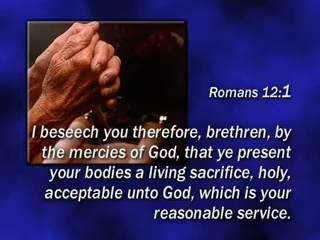 Romans 12:1
I beseech you therefore, brethren, by
the mercies of God, that ye present
your bodies a living sacrifice, holy,
acceptable unto God, which is your
reasonable service.